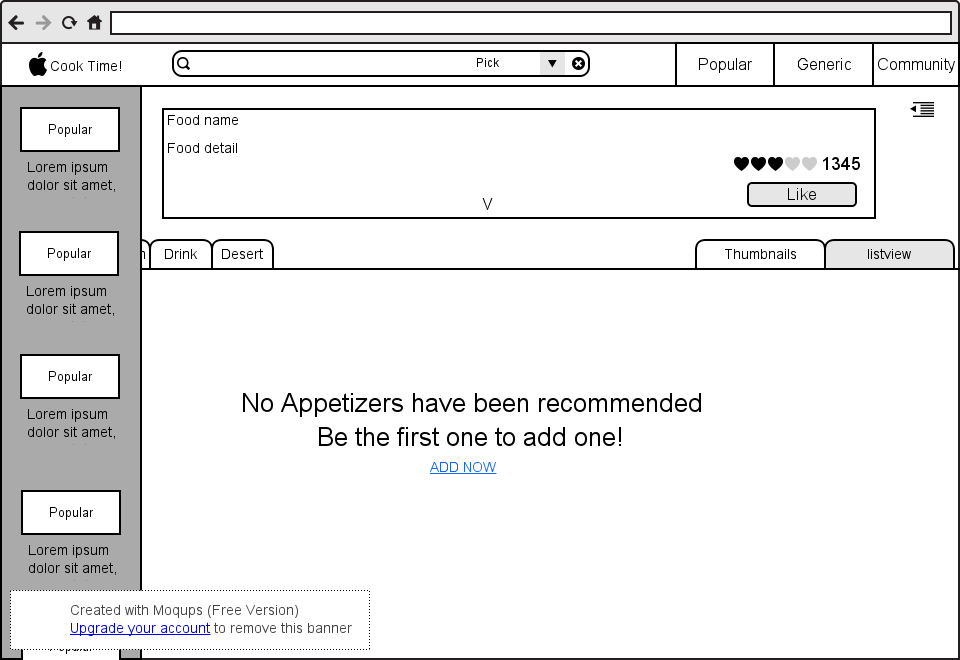 Cook Time!
Pick
Popular
Generic
Community
Popular
Lorem ipsum
dolor sit amet,
Food name
Food detail
1345
Like
V
Popular
Lorem ipsum
dolor sit amet,
Drink
Desert
Thumbnails
listview
Popular
Lorem ipsum
dolor sit amet,
No Appetizers have been recommended
Be the first one to add one!
ADD NOW
Popular
Lorem ipsum
dolor sit amet,
Created with Moqups (Free Version)
Upgrade your account to remove this banner